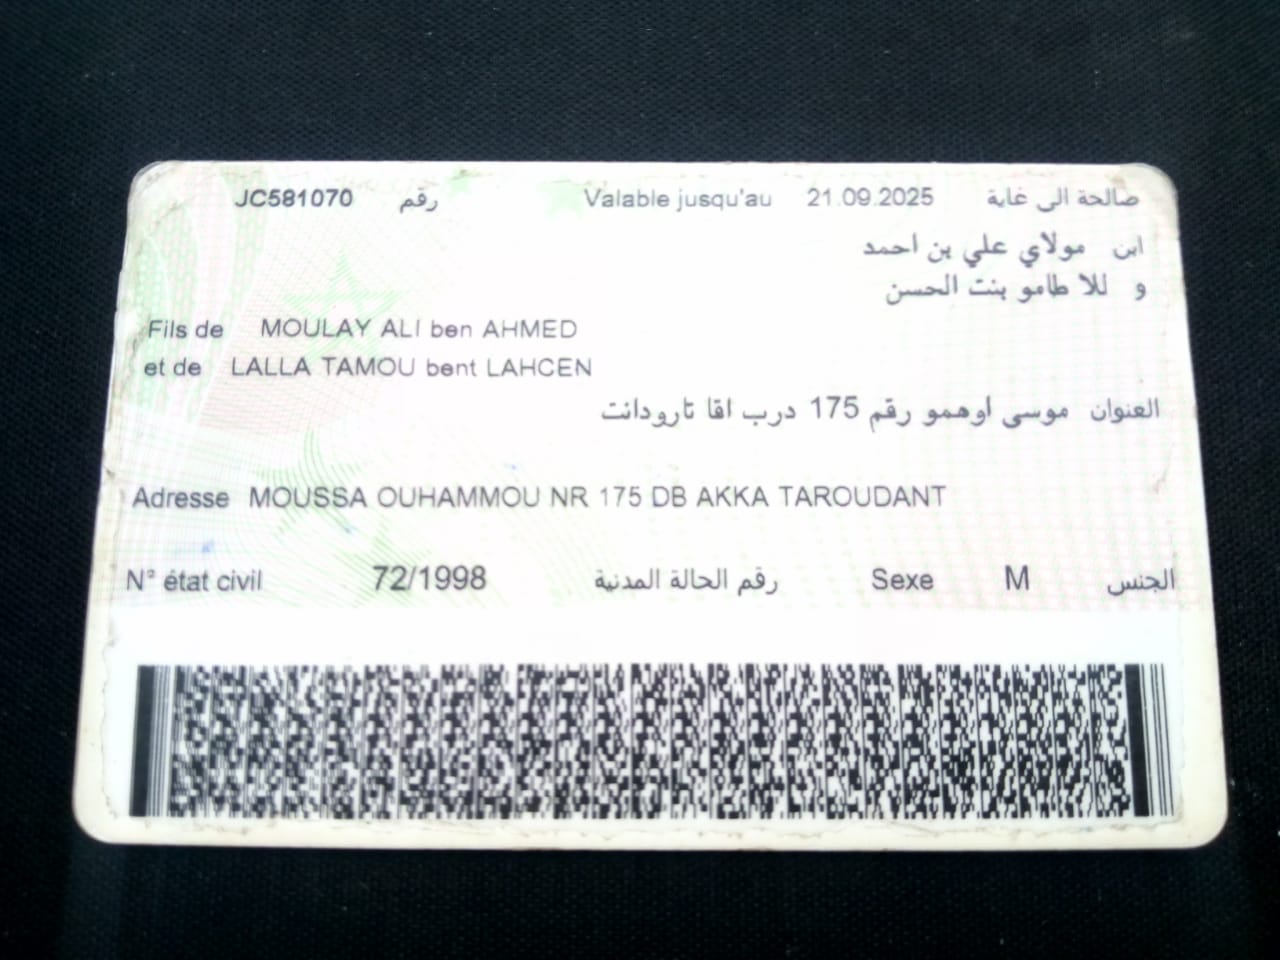 JC581070 رقم Valable jusqu'au 21.09.2025 صالحة الى غاية
ابن مولاي علي بن احمد
و للا طامو بنت الحسن
Fils de MOULAY ALI ben AHMED
et de LALLA TAMOU bent LAHCEN
العنوان موسى اوهمو رقم 175 درب اقا تارودانت
Adresse MOUSSA OUHAMMOU NR 175 DB AKKA TAROUDANT
N° état civil 72/1998 رقم الحالة المدنية Sexe M الجنس